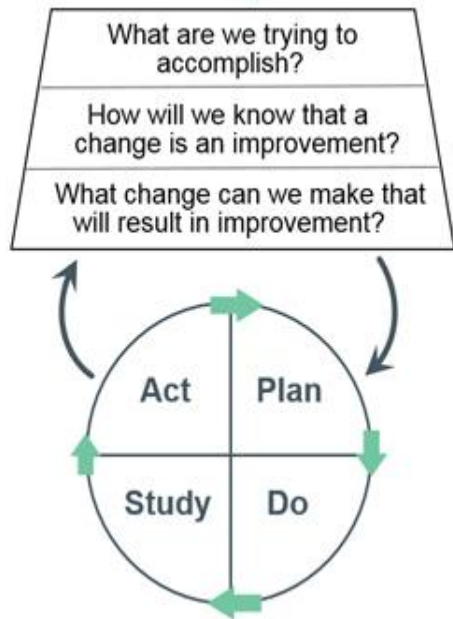 What are we trying to
accomplish?
How will we know that a
change is an improvement?
What change can we make that
will result in improvement?
Act
Plan
Study
Do